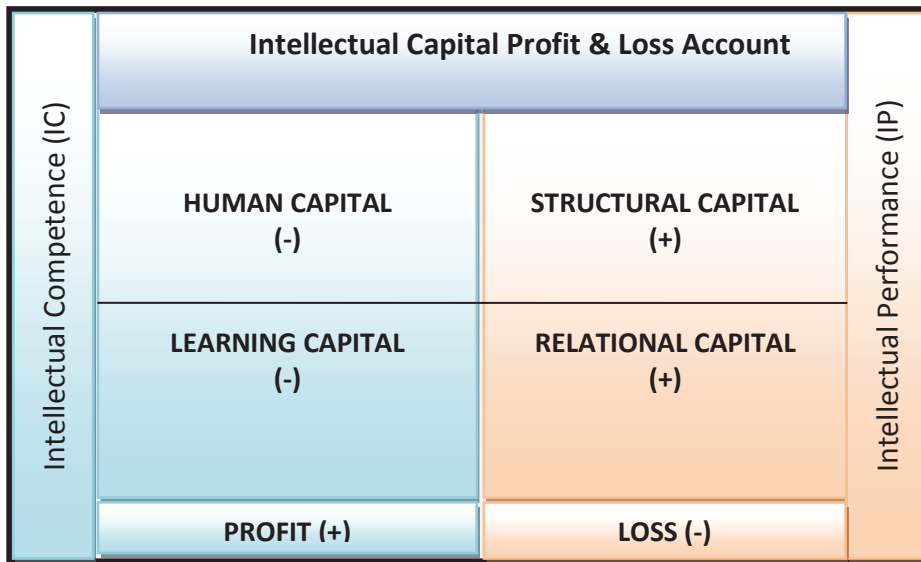 Intellectual Capital Profit & Loss Account
Intellectual Competence (IC)
HUMAN CAPITAL
(-)
STRUCTURAL CAPITAL
(+)
LEARNING CAPITAL
(-)
RELATIONAL CAPITAL
(+)
PROFIT (+)
LOSS (-)
Intellectual Performance (IP)